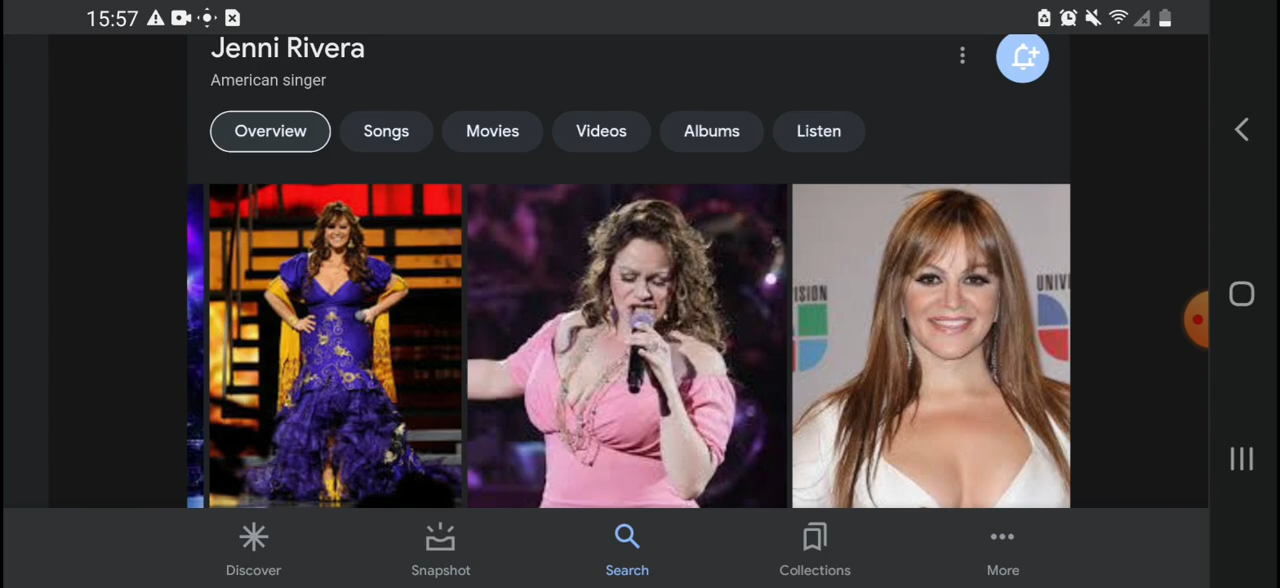 15:57
Jenni Rivera
American singer
Overview
Songs
Movies
Videos
Albums
Listen
ISION
UNIV
Discover
Snapshot
Search
Collections
More